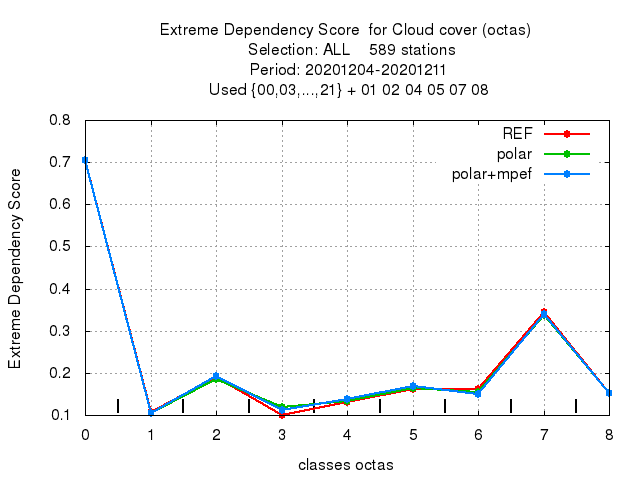 Extreme Dependency Score  for Cloud cover (octas)
Selection: ALL    589 stations
Period: 20201204-20201211
Used {00,03,...,21} + 01 02 04 05 07 08
REF
polar
polar+mpef
Extreme Dependency Score
0.8
0.7
0.6
0.5
0.4
0.3
0.2
0.1
0 1 2 3 4 5 6 7 8
classes octas